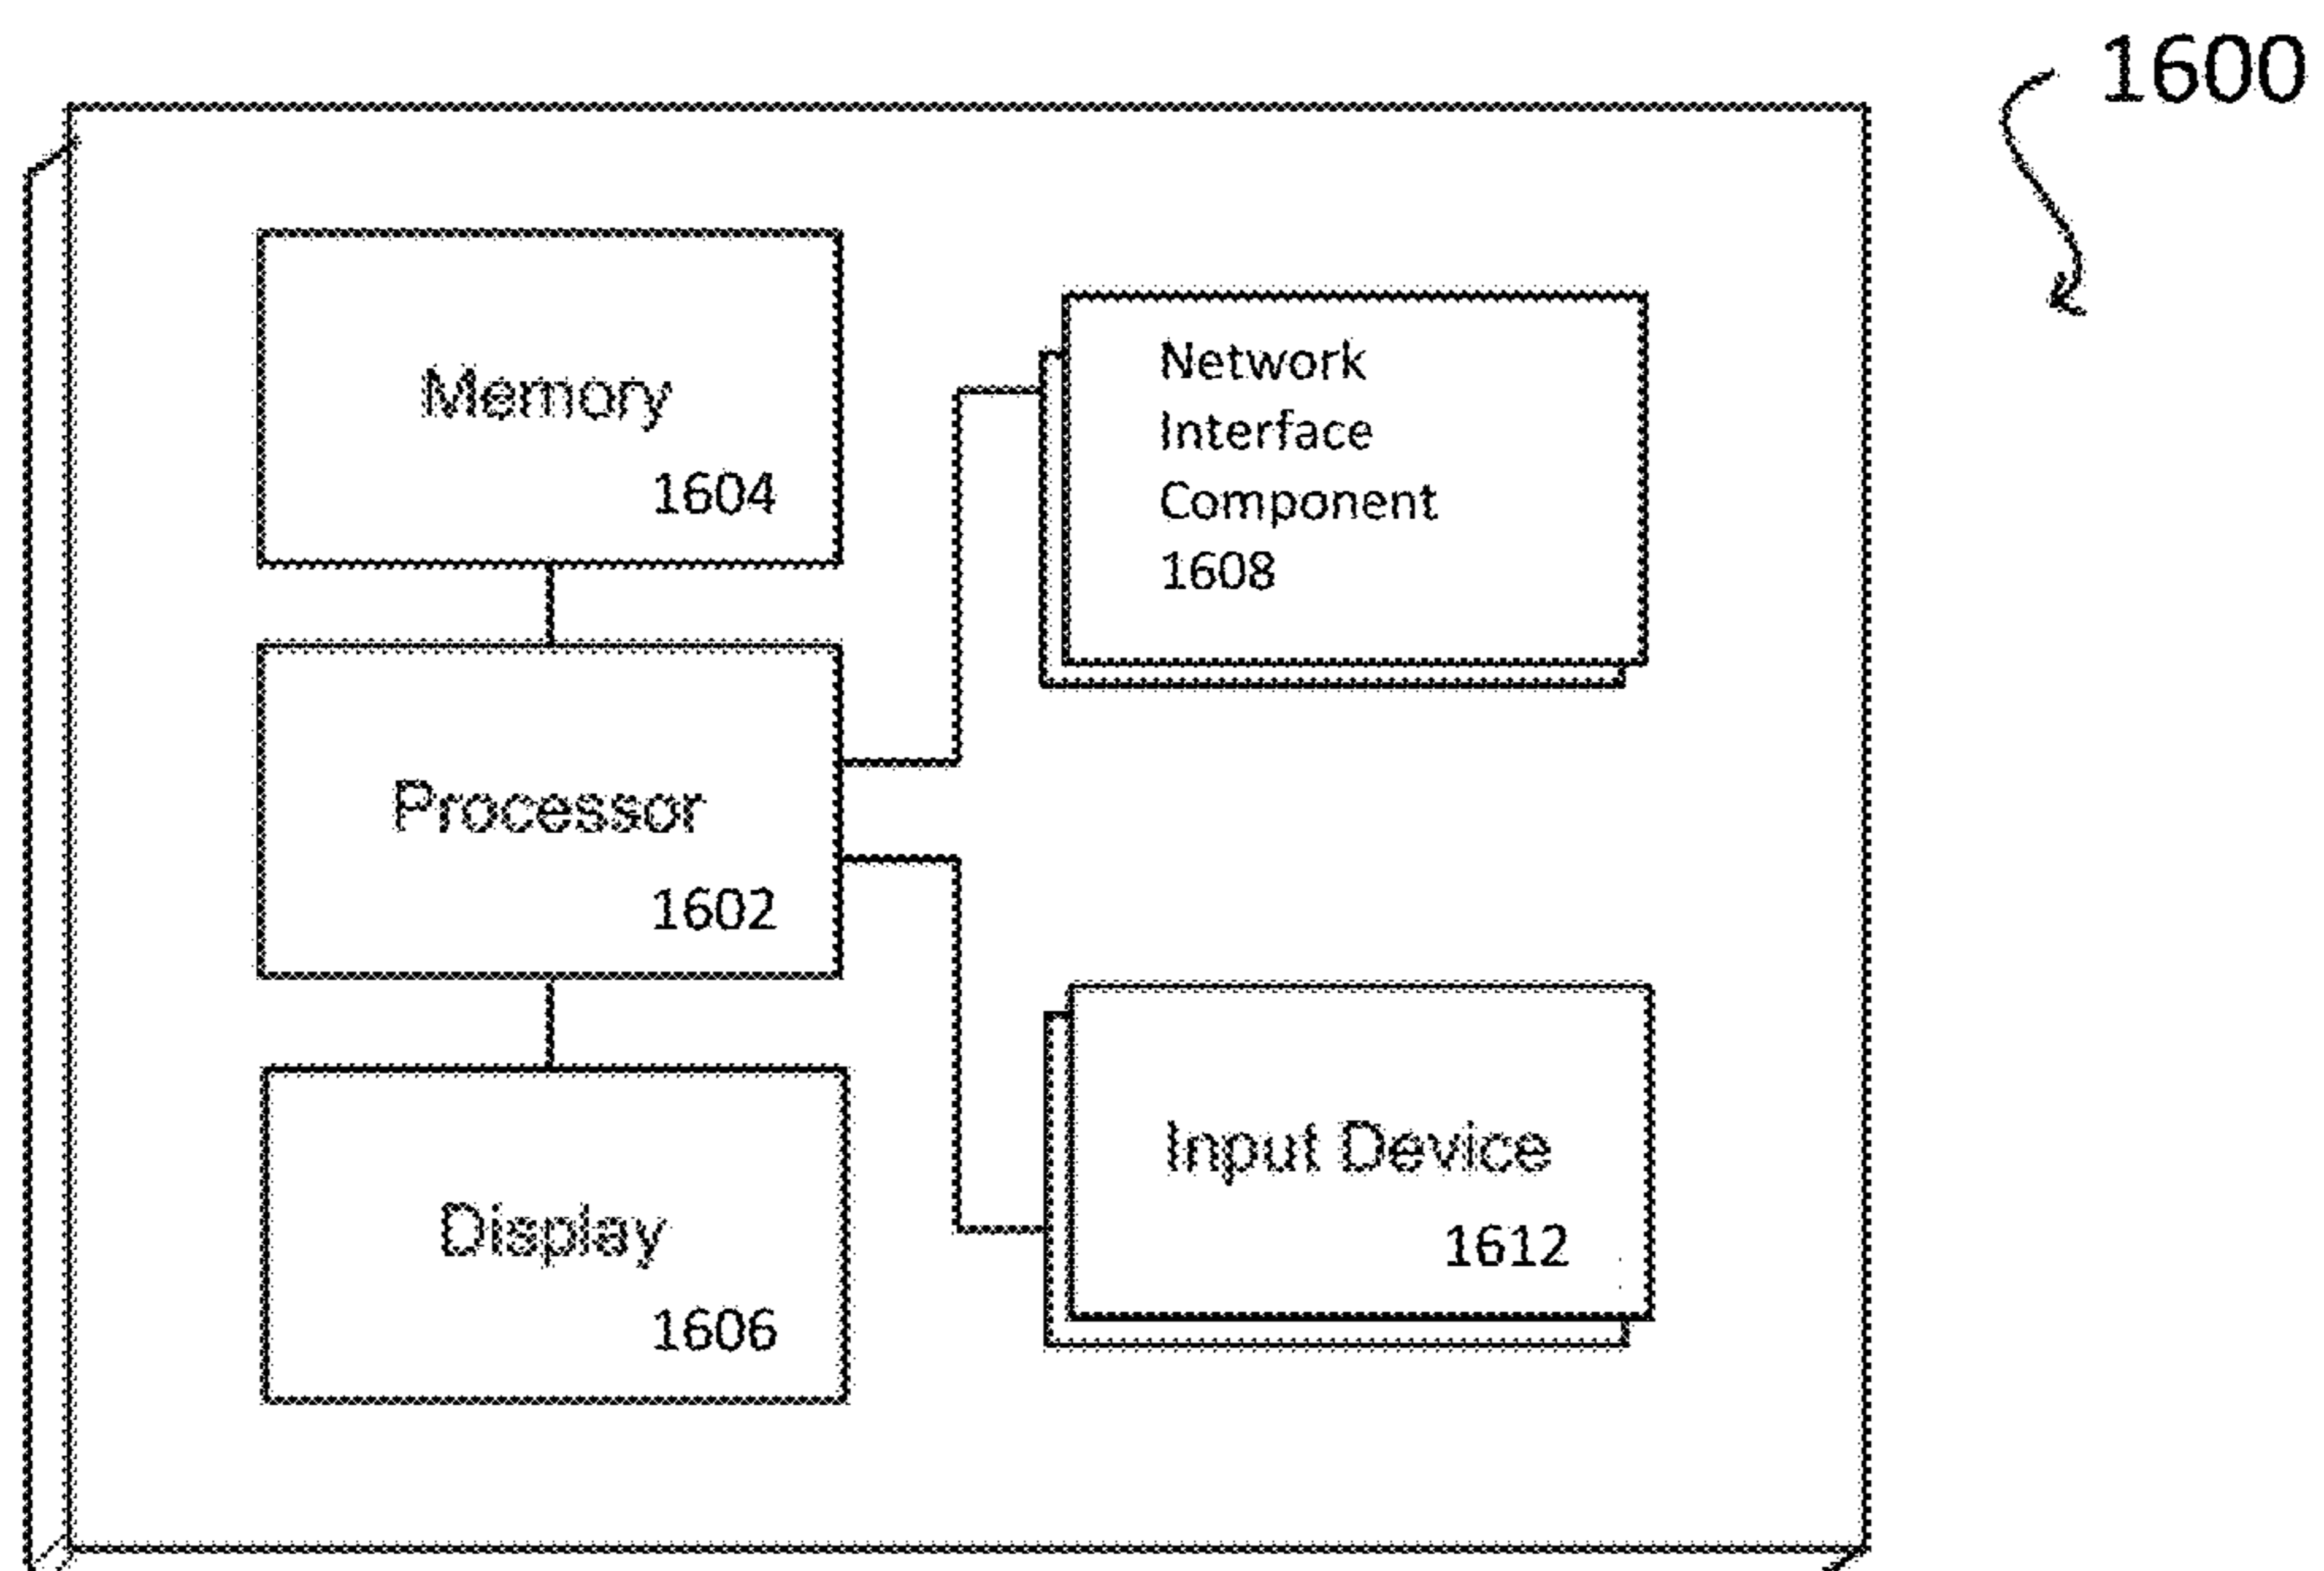 1600
Memory
1604
Network
Interface
Component
1608
Processor
1602
Input Device
1612
Display
1606